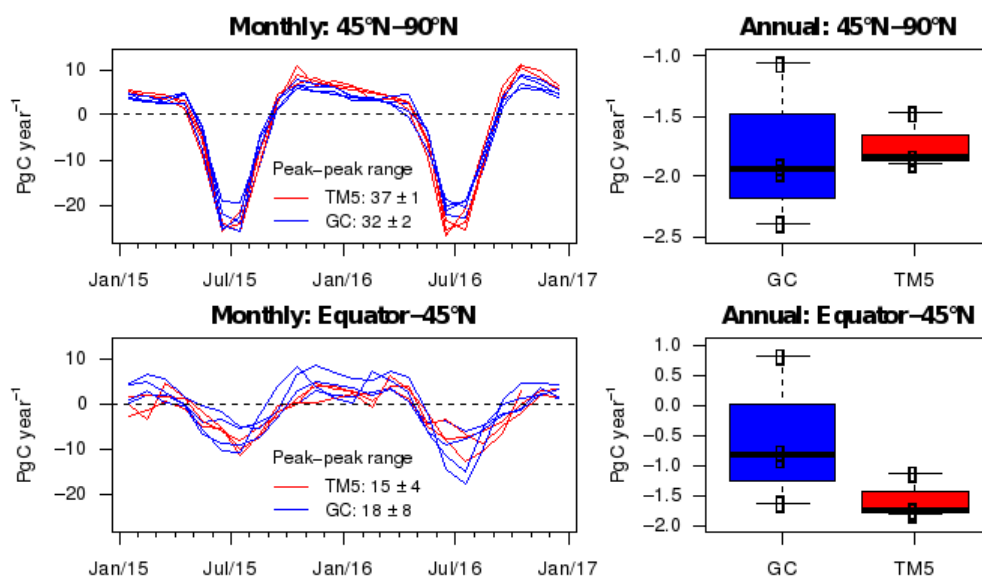 Monthly: 45°N–90°N
PgC year⁻¹
10
0
−10
−20
Peak−peak range
TM5: 37 ± 1
GC: 32 ± 2
Jan/15
Jul/15
Jan/16
Jul/16
Jan/17
Annual: 45°N–90°N
PgC year⁻¹
−1.0
−1.5
−2.0
−2.5
GC
TM5
Monthly: Equator–45°N
PgC year⁻¹
10
0
−10
−20
Peak−peak range
TM5: 15 ± 4
GC: 18 ± 8
Jan/15
Jul/15
Jan/16
Jul/16
Jan/17
Annual: Equator–45°N
PgC year⁻¹
1.0
0.5
0.0
−0.5
−1.0
−1.5
−2.0
GC
TM5